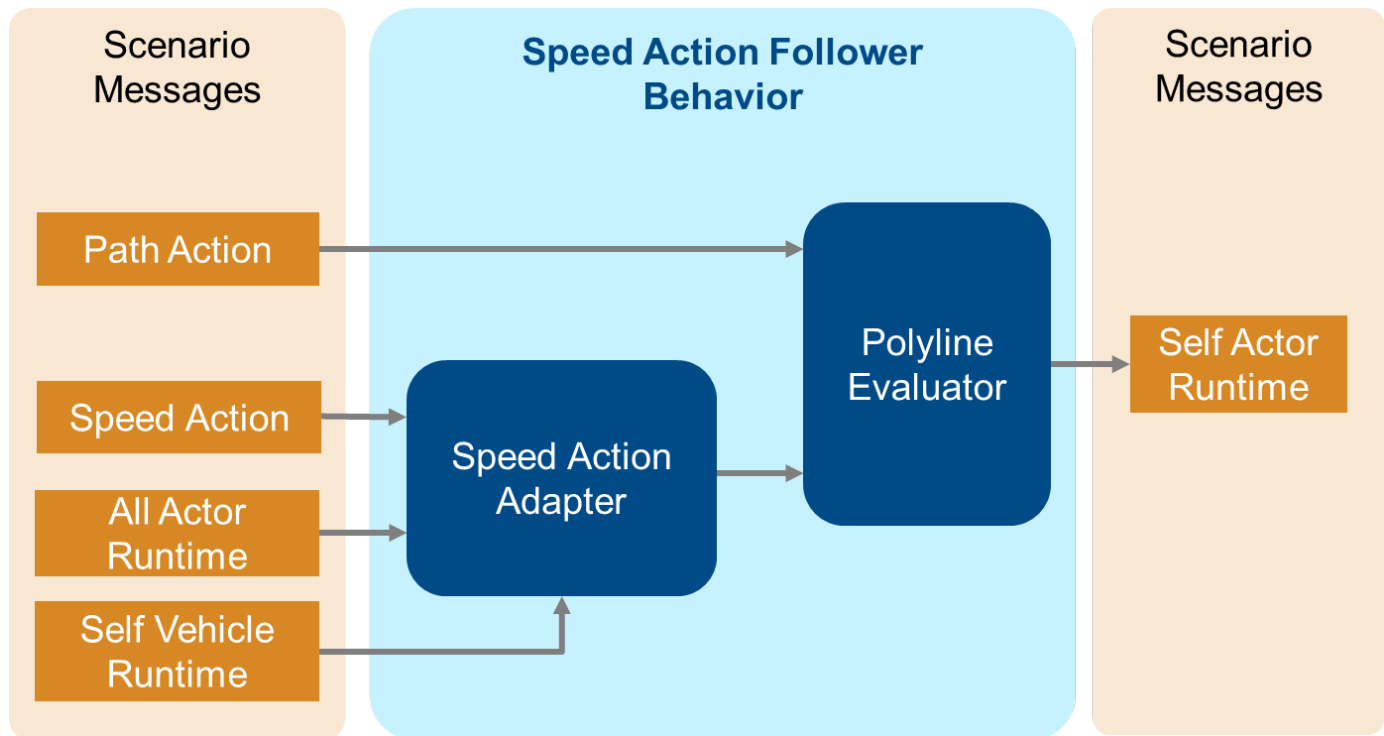 Scenario
Messages
Speed Action Follower
Behavior
Scenario
Messages
Path Action
Speed Action
All Actor
Runtime
Self Vehicle
Runtime
Speed Action
Adapter
Polyline
Evaluator
Self Actor
Runtime